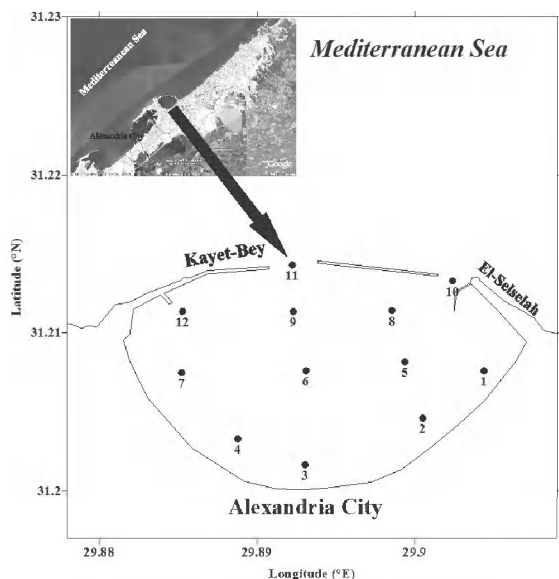 31.23
Mediterranean Sea
Mediterranean Sea
Alexandria City
Google
31.22
Latitude (°N)
Kayet-Bey
El-Selselah
11
10
12
9
8
31.21
7
6
5
1
2
4
3
31.2
Alexandria City
29.88
29.89
29.9
Longitude (°E)